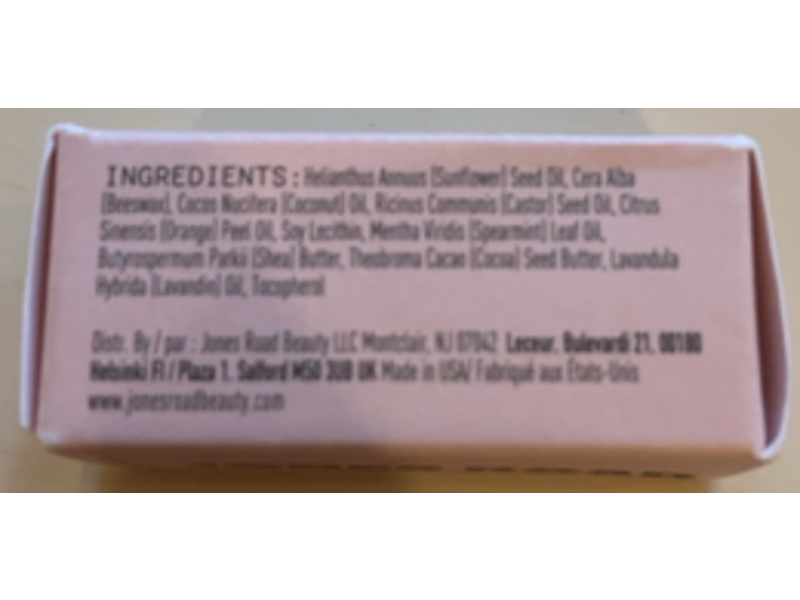 INGREDIENTS: Helianthus Annuus (Sunflower) Seed Oil, Cera Alba
(Beeswax), Cocos Nucifera (Coconut) Oil, Ricinus Communis (Castor) Seed Oil, Citrus
Sinensis (Orange) Peel Oil, Soy Lecithin, Mentha Viridis (Spearmint) Leaf Oil,
Butyrospermum Parkii (Shea) Butter, Theobroma Cacao (Cocoa) Seed Butter, Lavandula
Hybrida (Lavandin) Oil, Tocopherol
Distr. By / par : Jones Road Beauty LLC Montclair, NJ 07042 Leceur, Bulevardi 21, 00180
Helsinki FI / Plaza 1, Salford M50 3UB UK Made in USA/ Fabriqué aux États-Unis
www.jonesroadbeauty.com